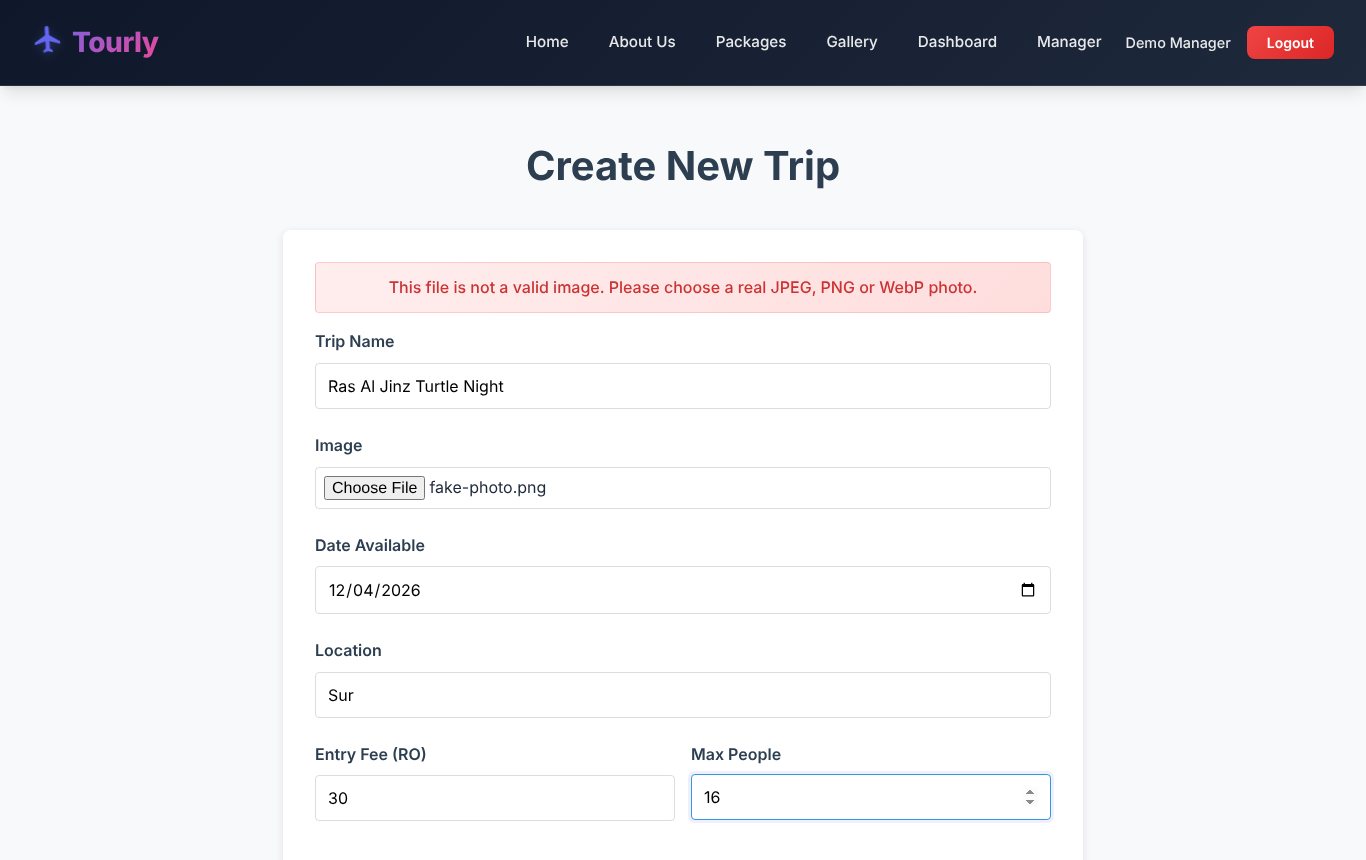 Tourly
Home
About Us
Packages
Gallery
Dashboard
Manager
Demo Manager
Logout
Create New Trip
This file is not a valid image. Please choose a real JPEG, PNG or WebP photo.
Trip Name
Ras Al Jinz Turtle Night
Image
Choose File fake-photo.png
Date Available
12/04/2026
Location
Sur
Entry Fee (RO)
Max People
30
16